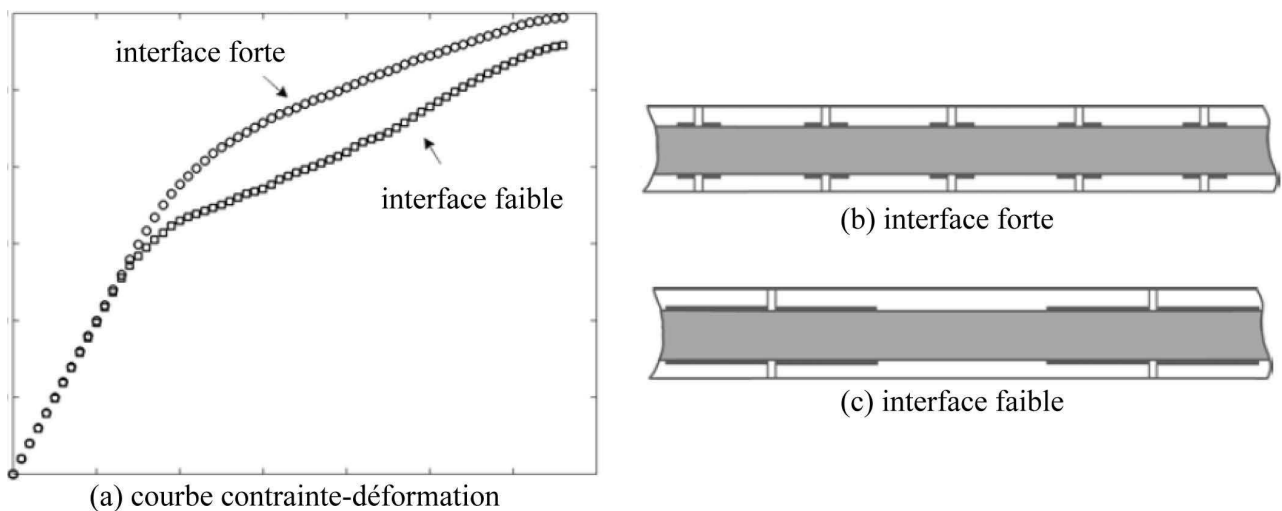 interface forte
interface faible
(a) courbe contrainte-déformation
(b) interface forte
(c) interface faible